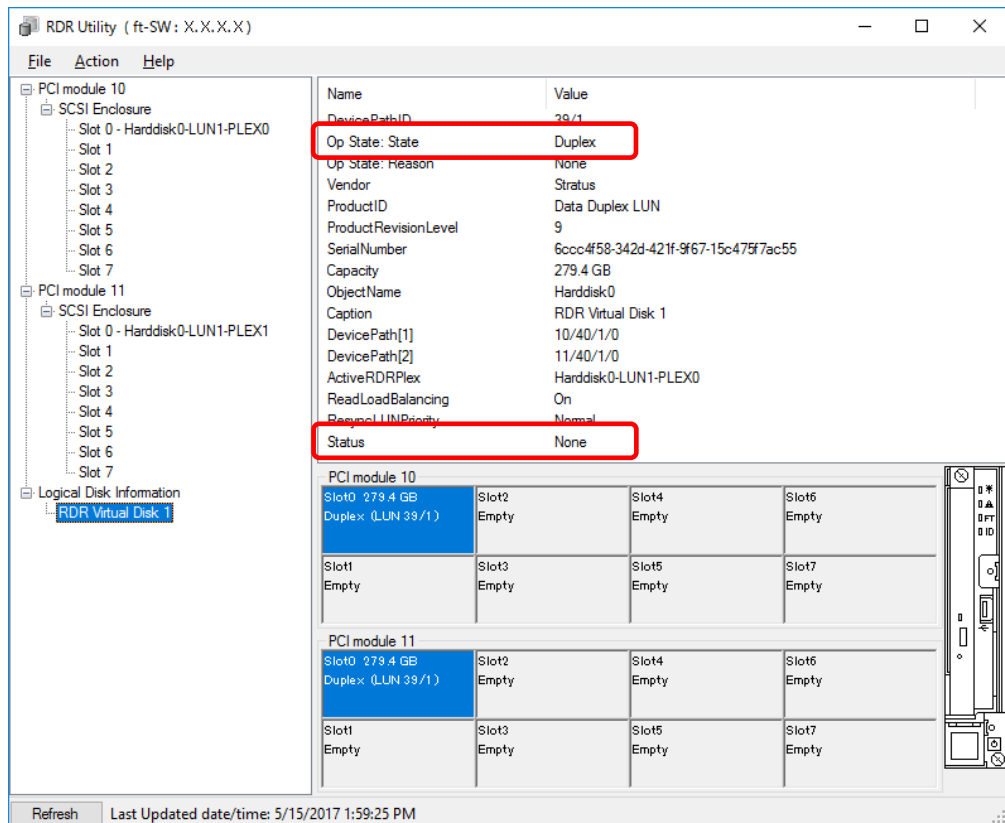 RDR Utility ( ft-SW : X.X.X.X )
File Action Help
PCI module 10
SCSI Enclosure
Slot 0 - Harddisk0-LUN1-PLEX0
Slot 1
Slot 2
Slot 3
Slot 4
Slot 5
Slot 6
Slot 7
PCI module 11
SCSI Enclosure
Slot 0 - Harddisk0-LUN1-PLEX1
Slot 1
Slot 2
Slot 3
Slot 4
Slot 5
Slot 6
Slot 7
Logical Disk Information
RDR Virtual Disk 1
Name Value
DevicePathID 39/1
Op State: State Duplex
Op State: Reason None
Vendor Stratus
ProductID Data Duplex LUN
ProductRevisionLevel 9
SerialNumber 6ccc4f58-342d-421f-9f67-15c475f7ac55
Capacity 279.4 GB
ObjectName Harddisk0
Caption RDR Virtual Disk 1
DevicePath[1] 10/40/1/0
DevicePath[2] 11/40/1/0
ActiveRDRPlex Harddisk0-LUN1-PLEX0
ReadLoadBalancing On
ResyncLUNPriority Normal
Status None
PCI module 10
Slot0 279.4 GB Slot2 Slot4 Slot6
Duplex (LUN 39/1) Empty Empty Empty
Slot1 Slot3 Slot5 Slot7
Empty Empty Empty Empty
PCI module 11
Slot0 279.4 GB Slot2 Slot4 Slot6
Duplex (LUN 39/1) Empty Empty Empty
Slot1 Slot3 Slot5 Slot7
Empty Empty Empty Empty
FT
ID
Refresh Last Updated date/time: 5/15/2017 1:59:25 PM